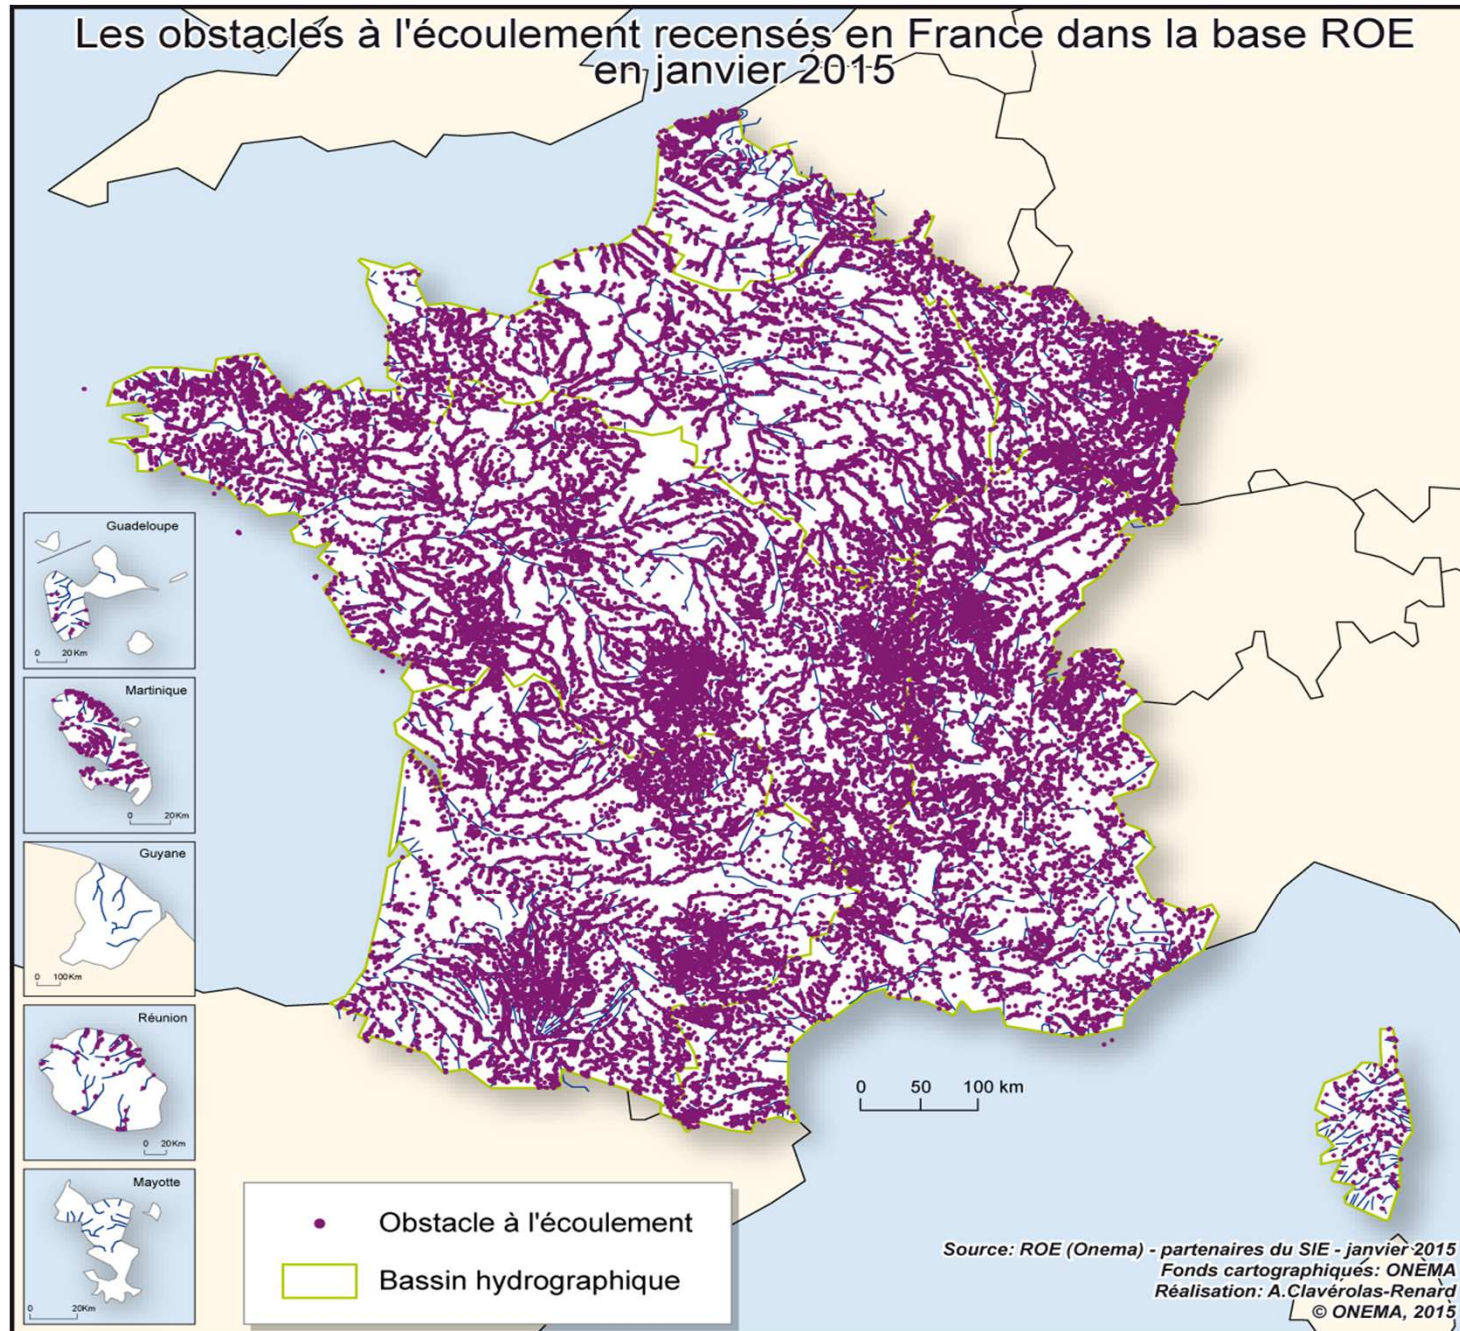 Les obstacles à l'écoulement recensés en France dans la base ROE
en janvier 2015
Guadeloupe
0 20 Km
Martinique
0 20 Km
Guyane
0 100 Km
Réunion
0 20 Km
Mayotte
0 20 Km
0 50 100 km
Obstacle à l'écoulement
Bassin hydrographique
Source: ROE (Onema) - partenaires du SIE - janvier 2015
Fonds cartographiques: ONEMA
Réalisation: A.Clavérolas-Renard
© ONEMA, 2015